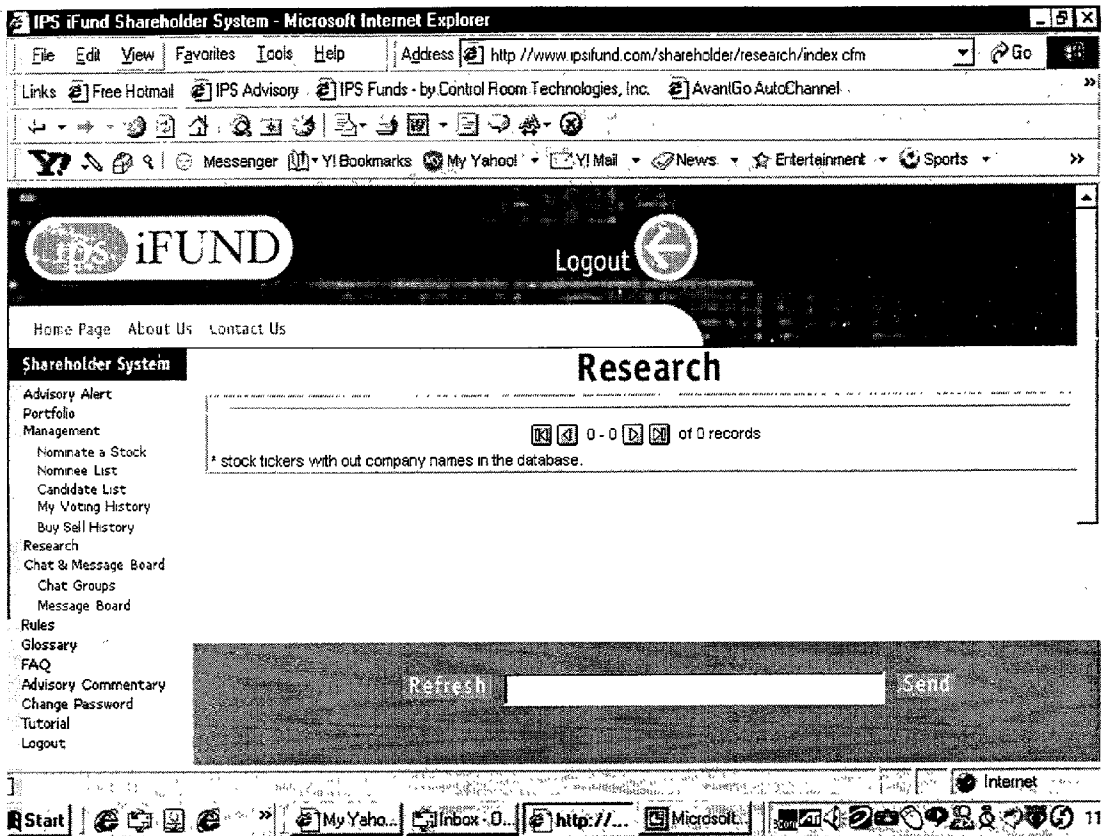 IPS iFund Shareholder System - Microsoft Internet Explorer
File Edit View Favorites Tools Help Address http //www.ipsifund.com/shareholder/research/index cfm Go
Links Free Hotmail IPS Advisory IPS Funds - by Control Room Technologies, Inc. AvantGo AutoChannel
Y! Messenger Y! Bookmarks My Yahoo! Y! Mail News Entertainment Sports
ips iFUND
Logout
Home Page About Us Contact Us
Shareholder System
Research
Advisory Alert
Portfolio
Management
Nominate a Stock
Nominee List
Candidate List
My Voting History
Buy Sell History
Research
Chat & Message Board
Chat Groups
Message Board
Rules
Glossary
FAQ
Advisory Commentary
Change Password
Tutorial
Logout
0 - 0 of 0 records
* stock tickers with out company names in the database.
Refresh Send
Internet
Start My Yaho... Inbox - O... http://... Microsoft... 11